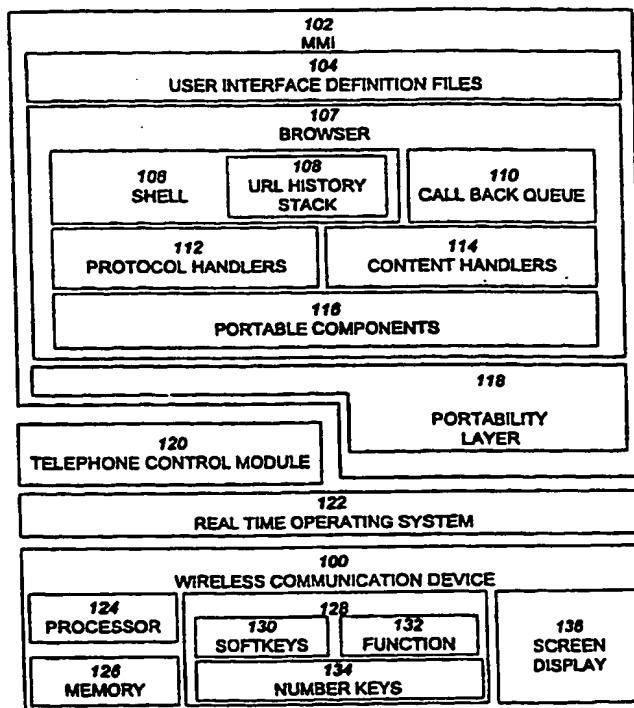 102
MMI
104
USER INTERFACE DEFINITION FILES
107
BROWSER
106
SHELL
108
URL HISTORY
STACK
110
CALL BACK QUEUE
112
PROTOCOL HANDLERS
114
CONTENT HANDLERS
116
PORTABLE COMPONENTS
118
PORTABILITY
LAYER
120
TELEPHONE CONTROL MODULE
122
REAL TIME OPERATING SYSTEM
100
WIRELESS COMMUNICATION DEVICE
124
PROCESSOR
126
MEMORY
128
130
SOFTKEYS
132
FUNCTION
134
NUMBER KEYS
136
SCREEN
DISPLAY